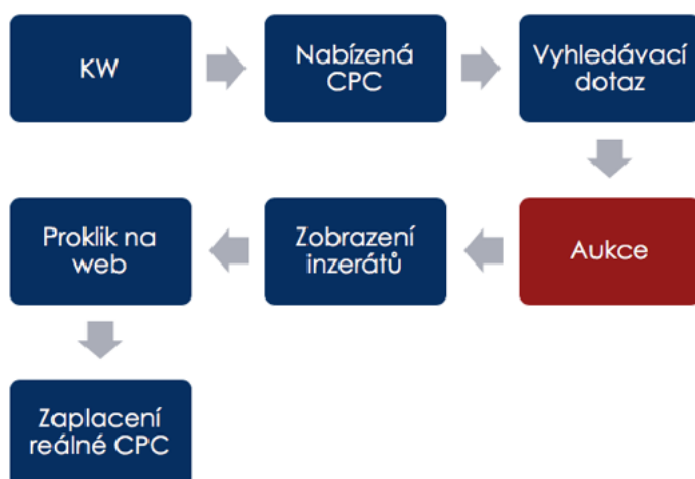 KW
Nabízená
CPC
Vyhledávací
dotaz
Aukce
Zobrazení
inzerátů
Proklik na
web
Zaplacení
reálné CPC